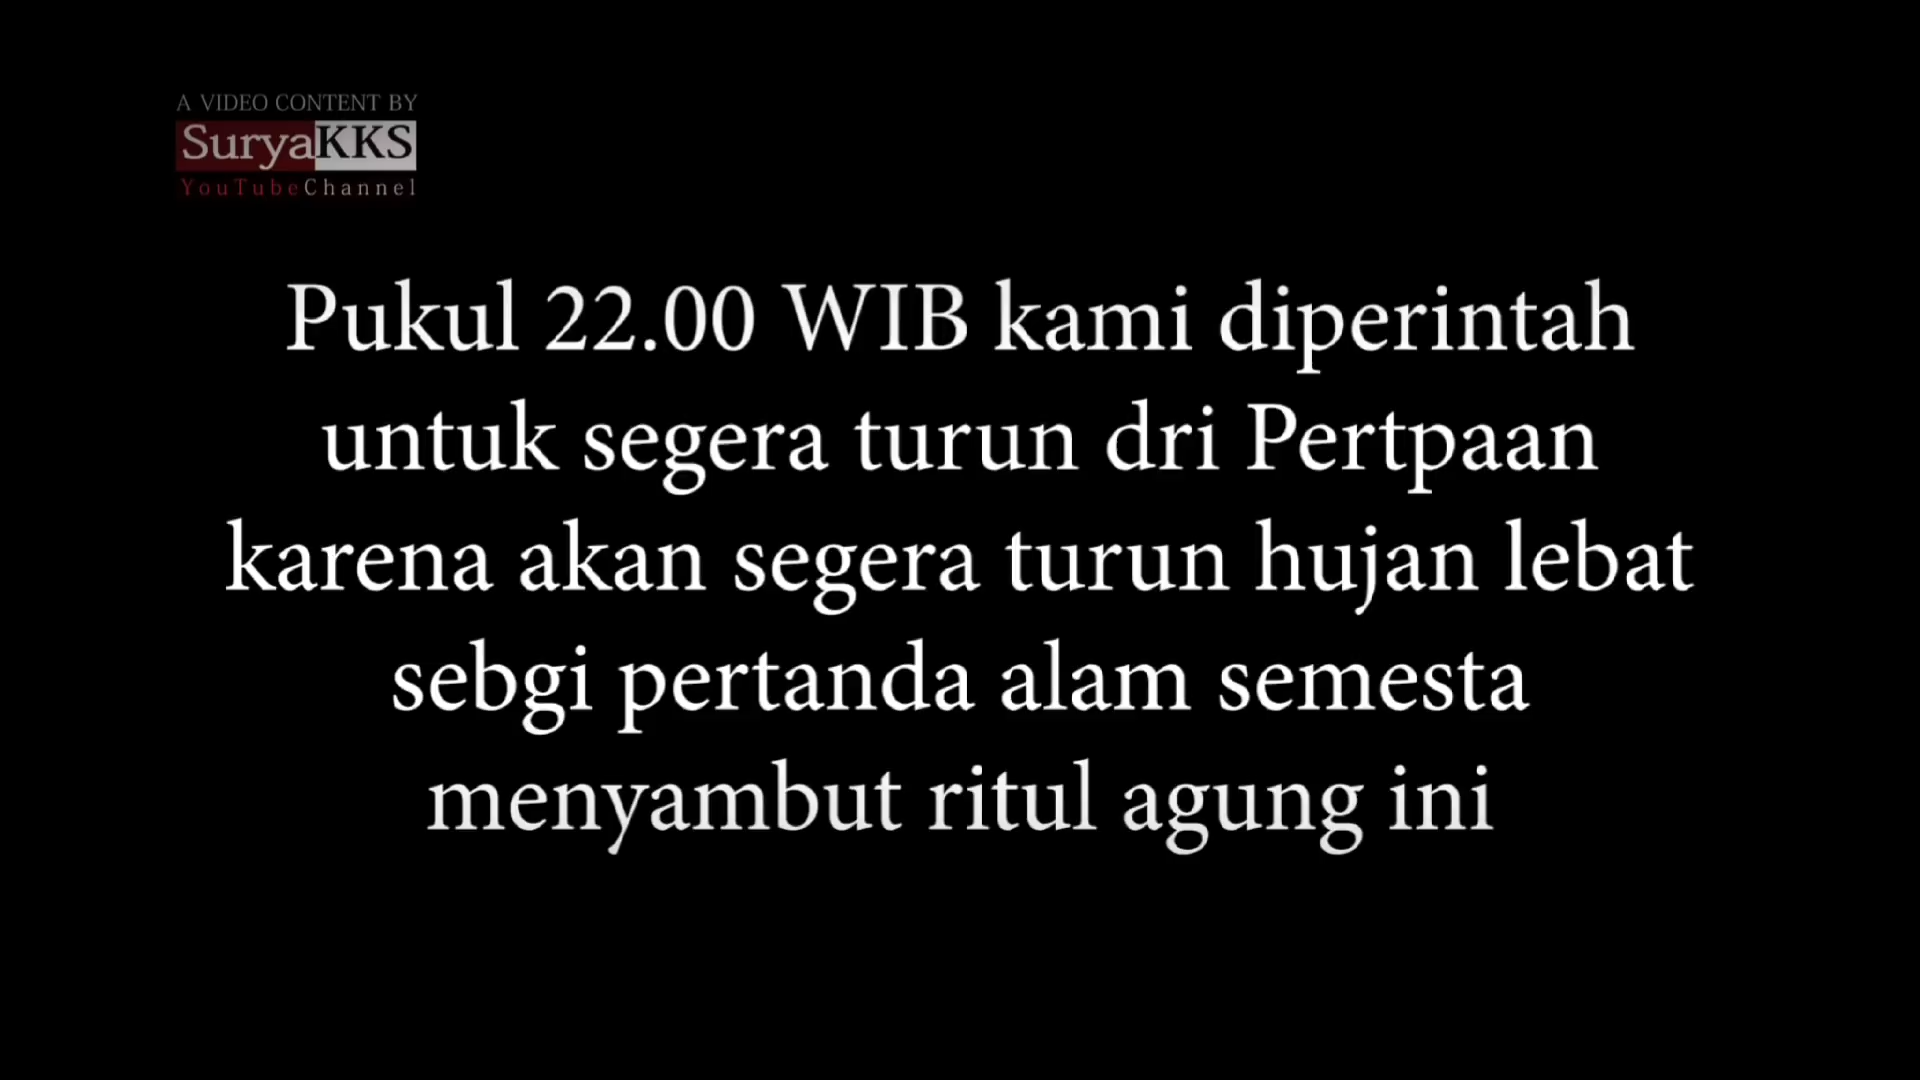 A VIDEO CONTENT BY
SuryaKKS
YouTubeChannel
Pukul 22.00 WIB kami diperintah
untuk segera turun dri Pertpaan
karena akan segera turun hujan lebat
sebgi pertanda alam semesta
menyambut ritul agung ini